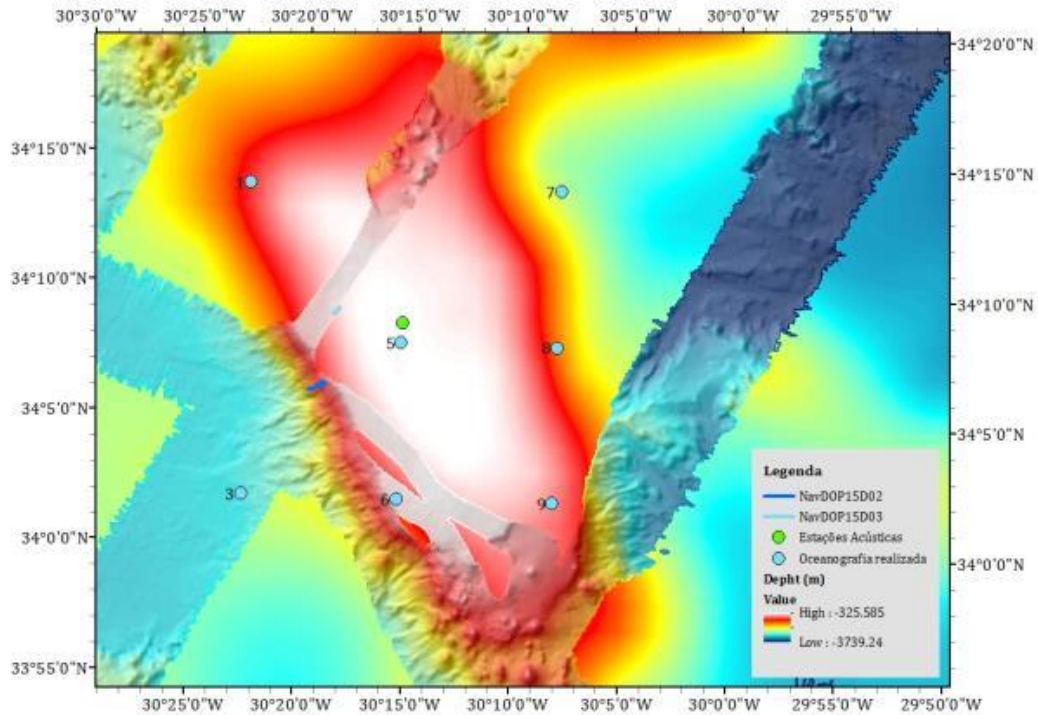 30°30'0"W 30°25'0"W 30°20'0"W 30°15'0"W 30°10'0"W 30°5'0"W 30°0'0"W 29°55'0"W
34°20'0"N
34°15'0"N
34°15'0"N
1
7
34°10'0"N
34°10'0"N
5
8
34°5'0"N
34°5'0"N
3
6
9
34°0'0"N
34°0'0"N
33°55'0"N
Legenda
NavDOP15D02
NavDOP15D03
Estações Acústicas
Oceanografia realizada
Depht (m)
Value
High : -325.585
Low : -3739.24
30°25'0"W 30°20'0"W 30°15'0"W 30°10'0"W 30°5'0"W 30°0'0"W 29°55'0"W 29°50'0"W